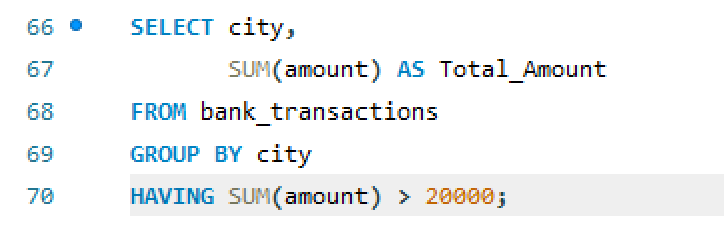 66 SELECT city,
67 SUM(amount) AS Total_Amount
68 FROM bank_transactions
69 GROUP BY city
70 HAVING SUM(amount) > 20000;